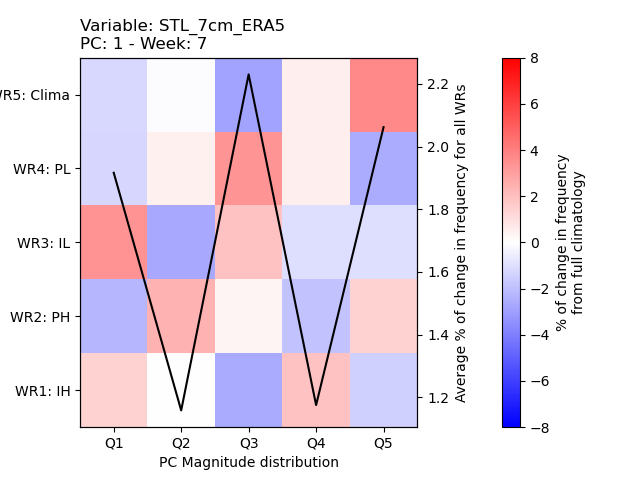 Variable: STL_7cm_ERA5
PC: 1 - Week: 7
WR5: Clima
WR4: PL
WR3: IL
WR2: PH
WR1: IH
Q1 Q2 Q3 Q4 Q5
PC Magnitude distribution
2.2
2.0
1.8
1.6
1.4
1.2
Average % of change in frequency for all WRs
8
6
4
2
0
−2
−4
−6
−8
% of change in frequency
from full climatology